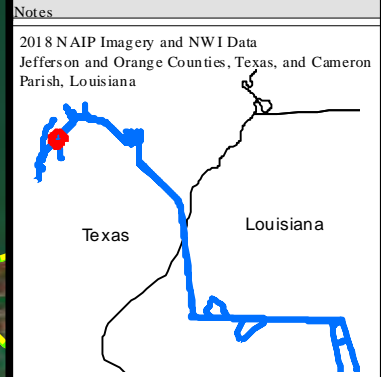 Notes
2018 NAIP Imagery and NWI Data
Jefferson and Orange Counties, Texas, and Cameron
Parish, Louisiana
Texas
Louisiana